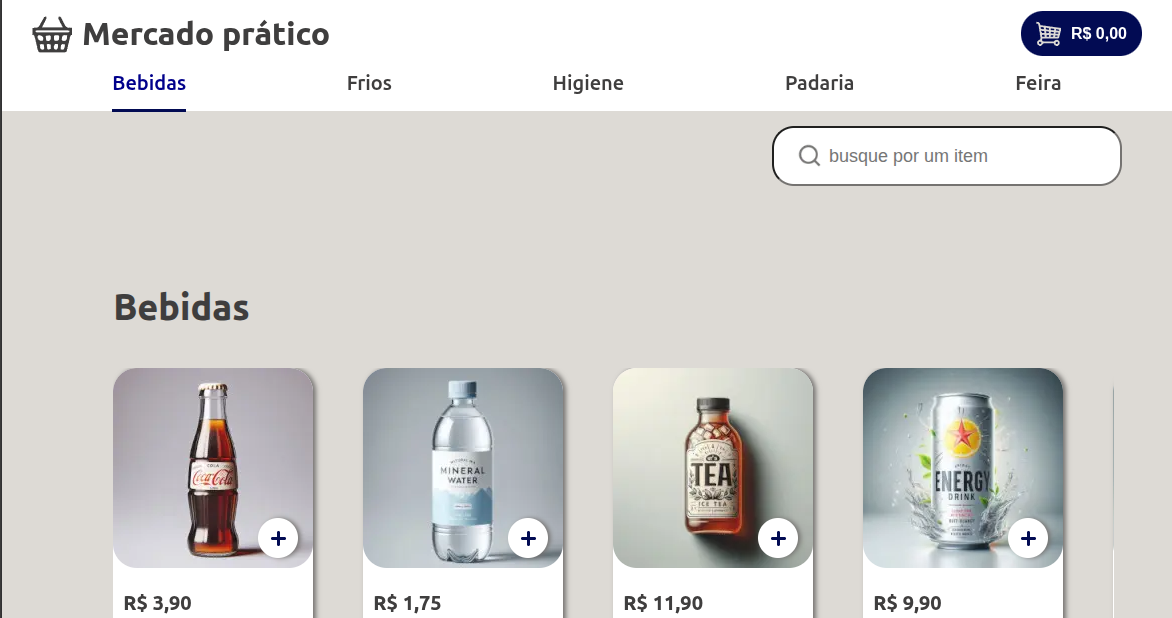 Mercado prático
R$ 0,00
Bebidas
Frios
Higiene
Padaria
Feira
busque por um item
Bebidas
COLA
Coca-Cola
MINERAL
WATER
TEA
ICE TEA
ENERGY
DRINK
R$ 3,90
R$ 1,75
R$ 11,90
R$ 9,90